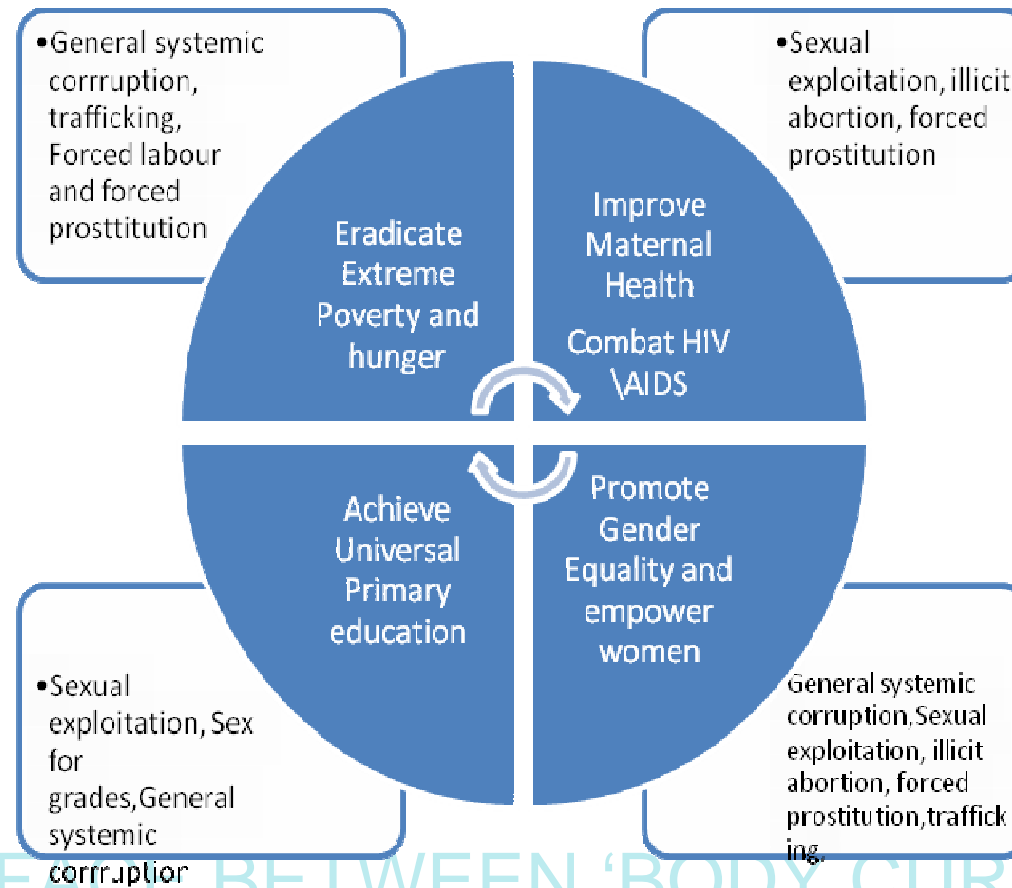 •General systemic
corrruption,
trafficking,
Forced labour
and forced
prosttitution
•Sexual
exploitation, illicit
abortion, forced
prostitution
Eradicate
Extreme
Poverty and
hunger
Improve
Maternal
Health
Combat HIV
\AIDS
Achieve
Universal
Primary
education
Promote
Gender
Equality and
empower
women
•Sexual
exploitation, Sex
for
grades,General
systemic
corrruption
General systemic
corruption,Sexual
exploitation, illicit
abortion, forced
prostitution,traffick
ing,
BETWEEN 'BODY